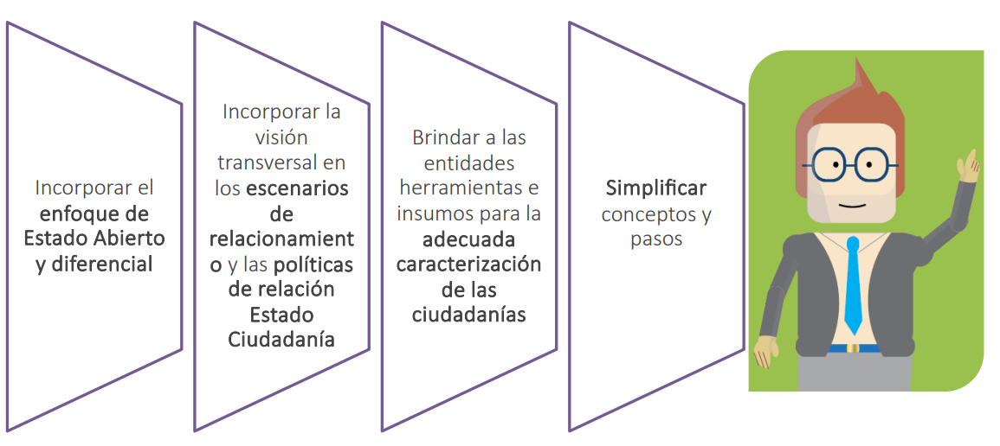 Incorporar el
enfoque de
Estado Abierto
y diferencial
Incorporar la
visión
transversal en
los escenarios
de
relacionamient
o y las políticas
de relación
Estado
Ciudadanía
Brindar a las
entidades
herramientas e
insumos para la
adecuada
caracterización
de las
ciudadanías
Simplificar
conceptos y
pasos